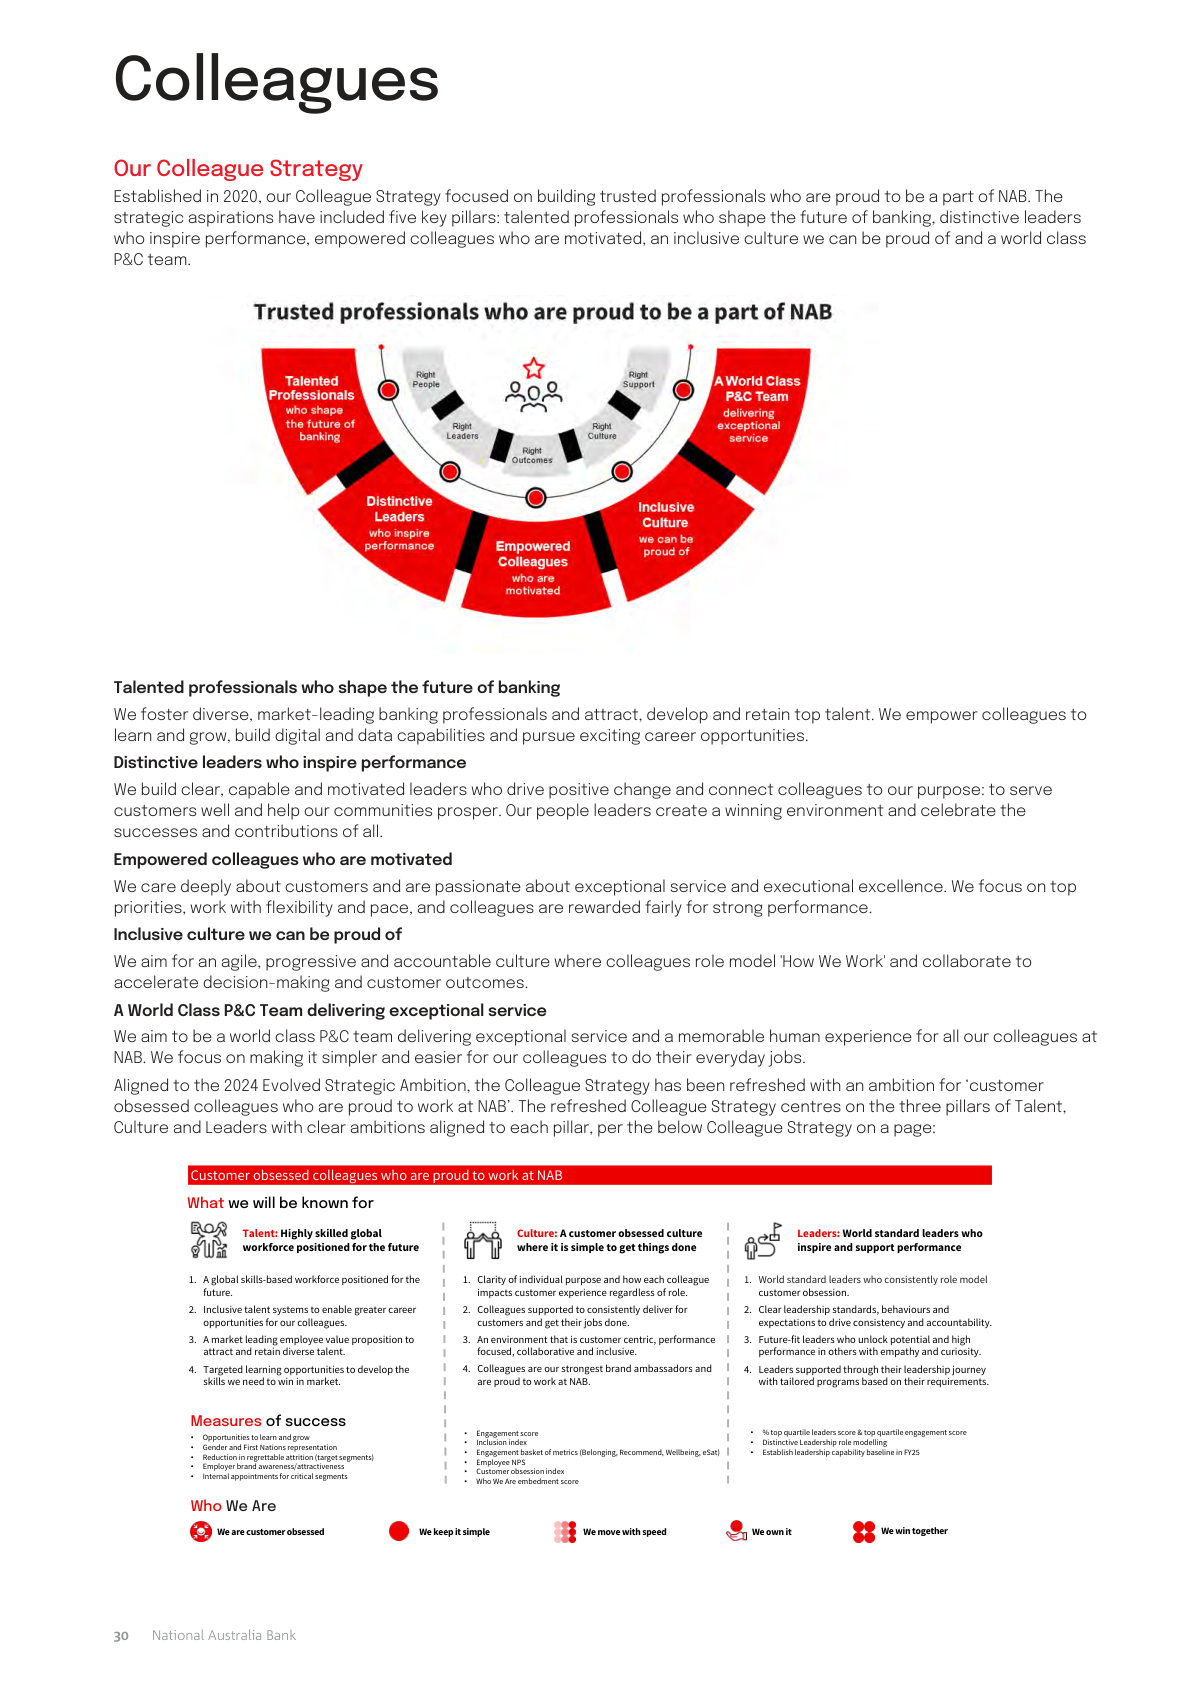 Colleagues
Our Colleague Strategy
Established in 2020, our Colleague Strategy focused on building trusted professionals who are proud to be a part of NAB. The
strategic aspirations have included five key pillars: talented professionals who shape the future of banking, distinctive leaders
who inspire performance, empowered colleagues who are motivated, an inclusive culture we can be proud of and a world class
P&C team.
Trusted professionals who are proud to be a part of NAB
Talented
Professionals
who shape
the future of
banking
Distinctive
Leaders
who inspire
performance
Empowered
Colleagues
who are
motivated
Inclusive
Culture
we can be
proud of
A World Class
P&C Team
delivering
exceptional
service
Right
People
Right
Leaders
Right
Outcomes
Right
Culture
Right
Support
Talented professionals who shape the future of banking
We foster diverse, market-leading banking professionals and attract, develop and retain top talent. We empower colleagues to
learn and grow, build digital and data capabilities and pursue exciting career opportunities.
Distinctive leaders who inspire performance
We build clear, capable and motivated leaders who drive positive change and connect colleagues to our purpose: to serve
customers well and help our communities prosper. Our people leaders create a winning environment and celebrate the
successes and contributions of all.
Empowered colleagues who are motivated
We care deeply about customers and are passionate about exceptional service and executional excellence. We focus on top
priorities, work with flexibility and pace, and colleagues are rewarded fairly for strong performance.
Inclusive culture we can be proud of
We aim for an agile, progressive and accountable culture where colleagues role model 'How We Work' and collaborate to
accelerate decision-making and customer outcomes.
A World Class P&C Team delivering exceptional service
We aim to be a world class P&C team delivering exceptional service and a memorable human experience for all our colleagues at
NAB. We focus on making it simpler and easier for our colleagues to do their everyday jobs.
Aligned to the 2024 Evolved Strategic Ambition, the Colleague Strategy has been refreshed with an ambition for ‘customer
obsessed colleagues who are proud to work at NAB’. The refreshed Colleague Strategy centres on the three pillars of Talent,
Culture and Leaders with clear ambitions aligned to each pillar, per the below Colleague Strategy on a page:
Customer obsessed colleagues who are proud to work at NAB
What we will be known for
Talent: Highly skilled global
workforce positioned for the future
1. A global skills-based workforce positioned for the
future.
2. Inclusive talent systems to enable greater career
opportunities for our colleagues.
3. A market leading employee value proposition to
attract and retain diverse talent.
4. Targeted learning opportunities to develop the
skills we need to win in market.
Culture: A customer obsessed culture
where it is simple to get things done
1. Clarity of individual purpose and how each colleague
impacts customer experience regardless of role.
2. Colleagues supported to consistently deliver for
customers and get their jobs done.
3. An environment that is customer centric, performance
focused, collaborative and inclusive.
4. Colleagues are our strongest brand ambassadors and
are proud to work at NAB.
Leaders: World standard leaders who
inspire and support performance
1. World standard leaders who consistently role model
customer obsession.
2. Clear leadership standards, behaviours and
expectations to drive consistency and accountability.
3. Future-fit leaders who unlock potential and high
performance in others with empathy and curiosity.
4. Leaders supported through their leadership journey
with tailored programs based on their requirements.
Measures of success
• Opportunities to learn and grow
• Gender and First Nations representation
• Reduction in regrettable attrition (target segments)
• Employer brand awareness/attractiveness
• Internal appointments for critical segments
• Engagement score
• Inclusion index
• Engagement basket of metrics (Belonging, Recommend, Wellbeing, eSat)
• Employee NPS
• Customer obsession index
• Who We Are embedment score
• % top quartile leaders score & top quartile engagement score
• Distinctive Leadership role modelling
• Establish leadership capability baseline in FY25
Who We Are
We are customer obsessed
We keep it simple
We move with speed
We own it
We win together
30 National Australia Bank